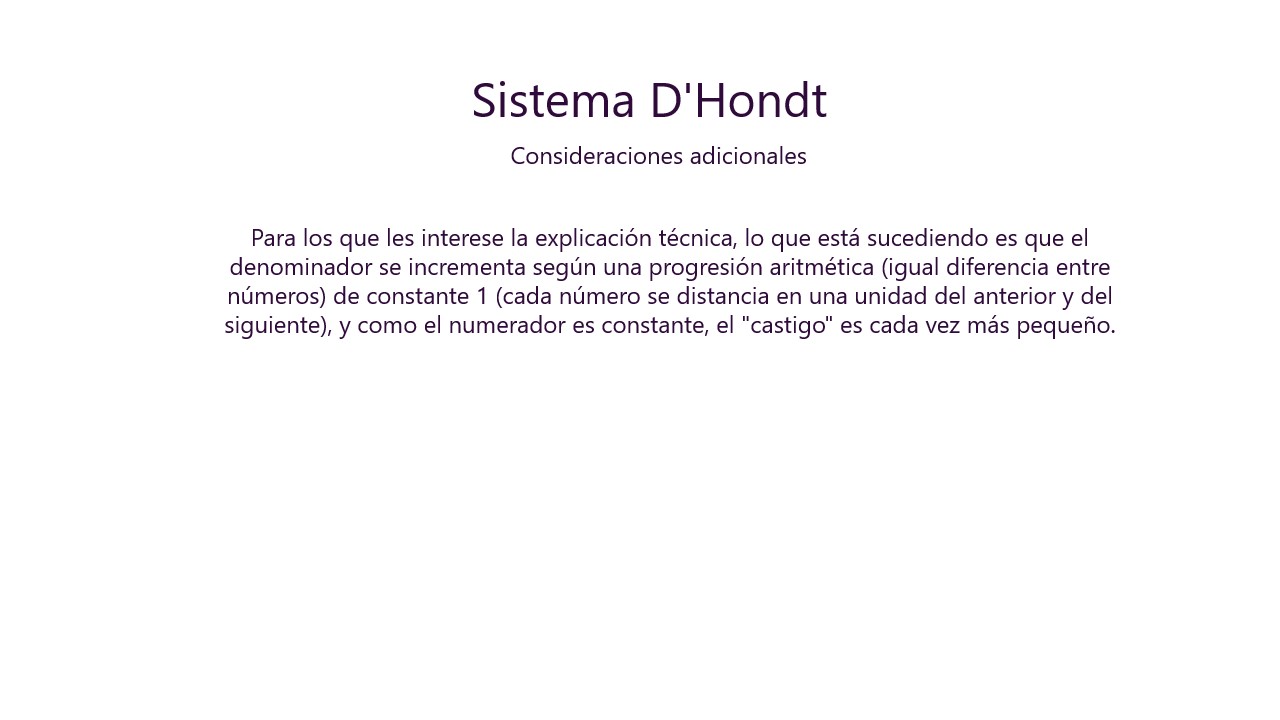 Sistema D'Hondt
Consideraciones adicionales
Para los que les interese la explicación técnica, lo que está sucediendo es que el
denominador se incrementa según una progresión aritmética (igual diferencia entre
números) de constante 1 (cada número se distancia en una unidad del anterior y del
siguiente), y como el numerador es constante, el "castigo" es cada vez más pequeño.